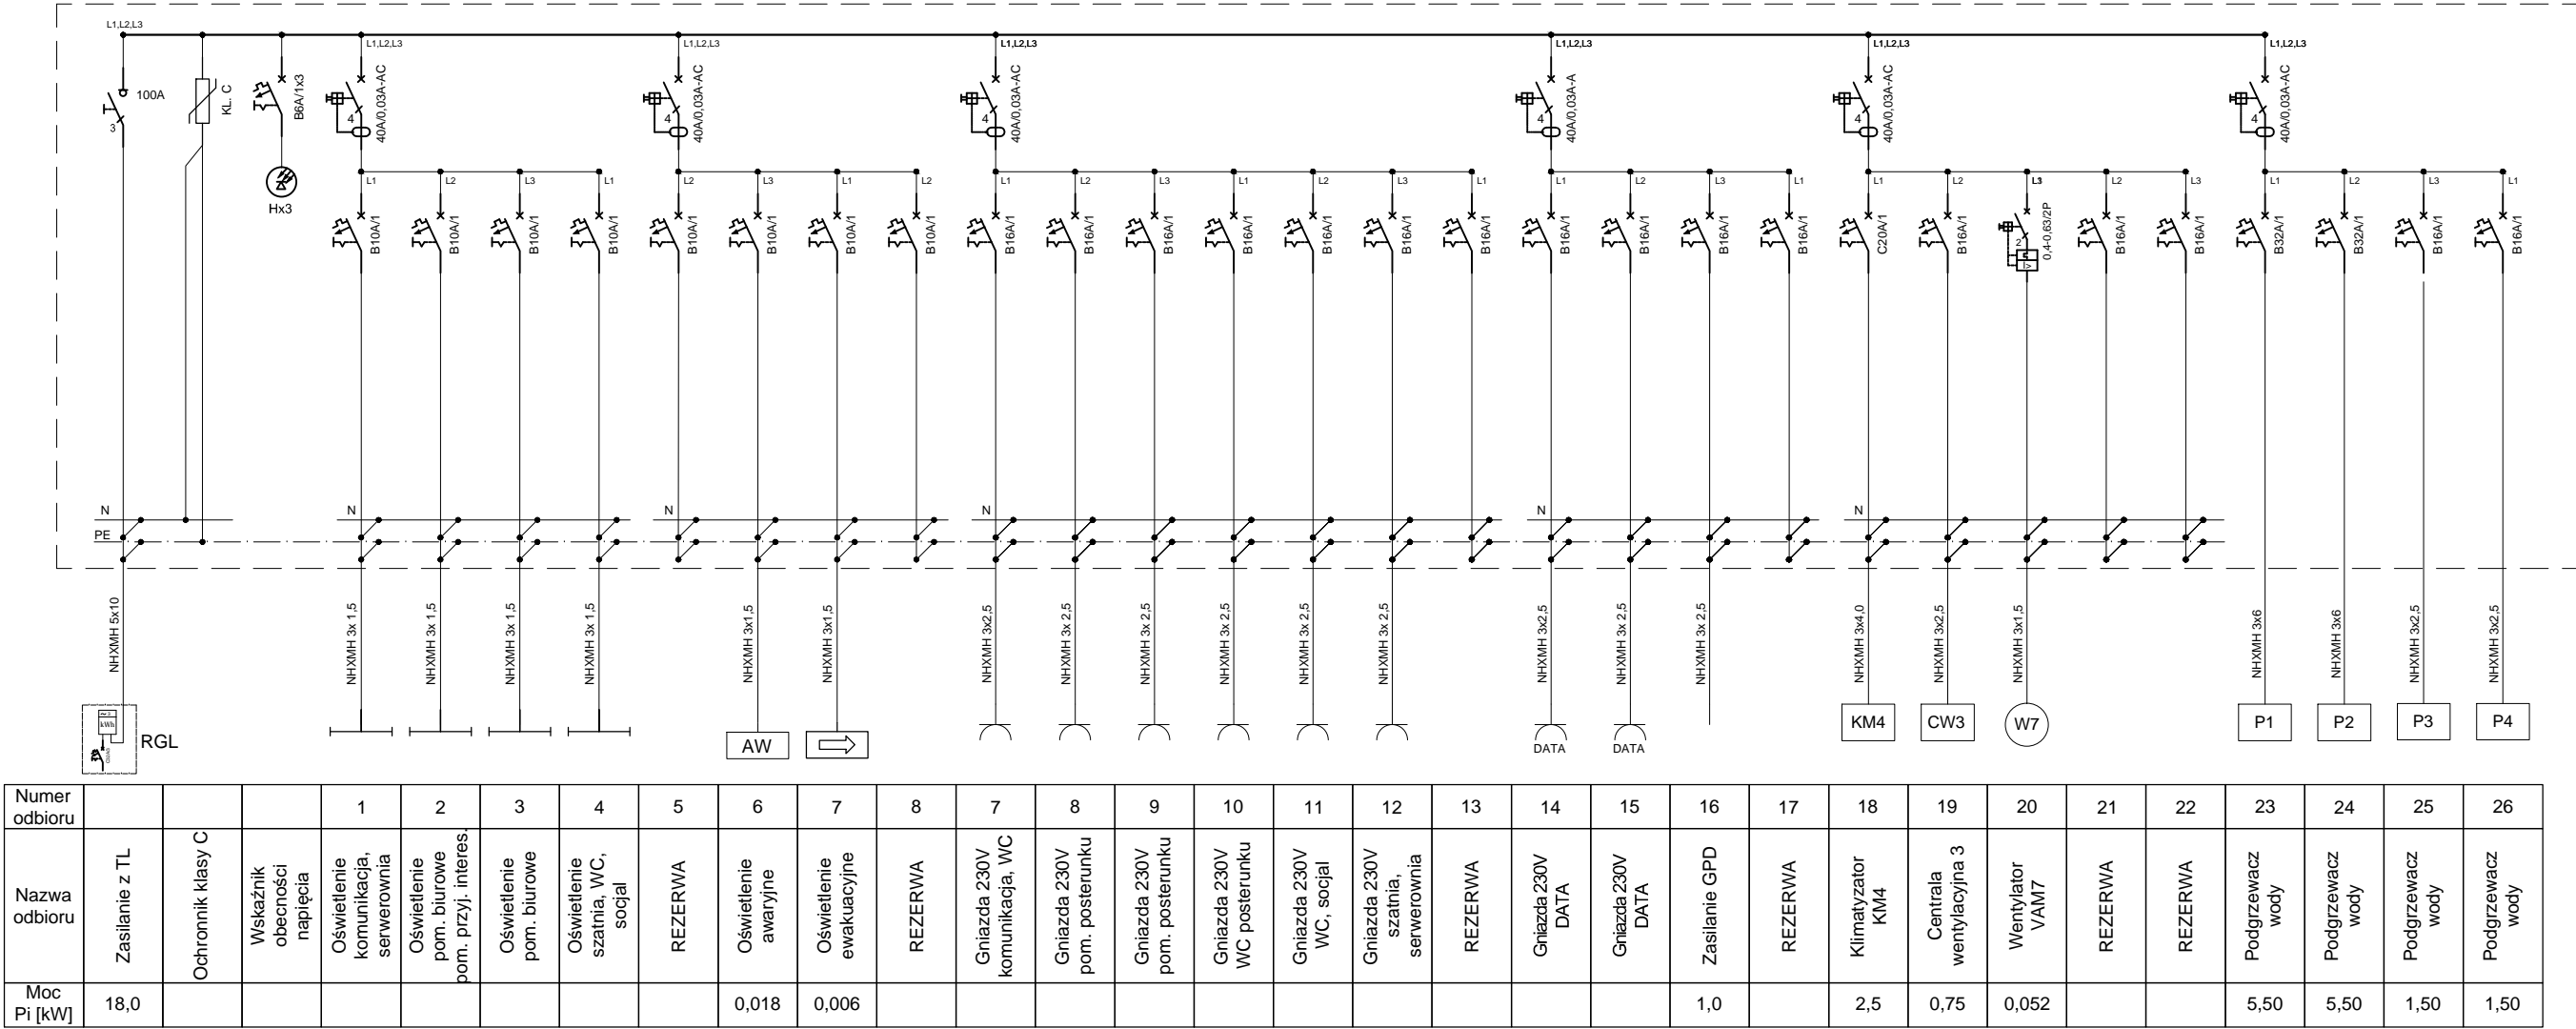 L1,L2,L3
L1,L2,L3
L1,L2,L3
L1,L2,L3
L1,L2,L3
L1,L2,L3
L1,L2,L3
100A
3
KL. C
B6A/1x3
Hx3
4
40A/0,03A-AC
4
40A/0,03A-AC
4
40A/0,03A-AC
4
40A/0,03A-A
4
40A/0,03A-AC
4
40A/0,03A-AC
L1 L2 L3 L1 L2 L3 L1 L2 L1 L2 L3 L1 L2 L3 L1 L1 L2 L3 L1 L1 L2 L3 L2 L3 L1 L2 L3 L1
B10A/1
B10A/1
B10A/1
B10A/1
B10A/1
B10A/1
B10A/1
B10A/1
B16A/1
B16A/1
B16A/1
B16A/1
B16A/1
B16A/1
B16A/1
B16A/1
B16A/1
B16A/1
B16A/1
C20A/1
B16A/1
2
I>
0,4-0,63/2P
B16A/1
B16A/1
B32A/1
B32A/1
B16A/1
B16A/1
N N N N N N
PE
NHXMH 5x10
NHXMH 3x 1,5
NHXMH 3x 1,5
NHXMH 3x 1,5
NHXMH 3x 1,5
NHXMH 3x1,5
NHXMH 3x1,5
NHXMH 3x2,5
NHXMH 3x 2,5
NHXMH 3x 2,5
NHXMH 3x 2,5
NHXMH 3x 2,5
NHXMH 3x 2,5
NHXMH 3x2,5
NHXMH 3x 2,5
NHXMH 3x 2,5
NHXMH 3x4,0
NHXMH 3x2,5
NHXMH 3x1,5
NHXMH 3x6
NHXMH 3x6
NHXMH 3x2,5
NHXMH 3x2,5
kWh
RGL
AW
DATA
DATA
KM4
CW3
W7
P1
P2
P3
P4
Numer
odbioru
1 2 3 4 5 6 7 8 7 8 9 10 11 12 13 14 15 16 17 18 19 20 21 22 23 24 25 26
Nazwa
odbioru
Zasilanie z TL
Ochronnik klasy C
Wskaźnik
obecności
napięcia
Oświetlenie
komunikacja,
serwerownia
Oświetlenie
pom. biurowe
pom. przyj. interes.
Oświetlenie
pom. biurowe
Oświetlenie
szatnia, WC,
socjal
REZERWA
Oświetlenie
awaryjne
Oświetlenie
ewakuacyjne
REZERWA
Gniazda 230V
komunikacja, WC
Gniazda 230V
pom. posterunku
Gniazda 230V
pom. posterunku
Gniazda 230V
WC posterunku
Gniazda 230V
WC, socjal
Gniazda 230V
szatnia,
serwerownia
REZERWA
Gniazda 230V
DATA
Gniazda 230V
DATA
Zasilanie GPD
REZERWA
Klimatyzator
KM4
Centrala
wentylacyjna 3
Wentylator
VAM7
REZERWA
REZERWA
Podgrzewacz
wody
Podgrzewacz
wody
Podgrzewacz
wody
Podgrzewacz
wody
Moc
Pi [kW]
18,0 0,018 0,006 1,0 2,5 0,75 0,052 5,50 5,50 1,50 1,50